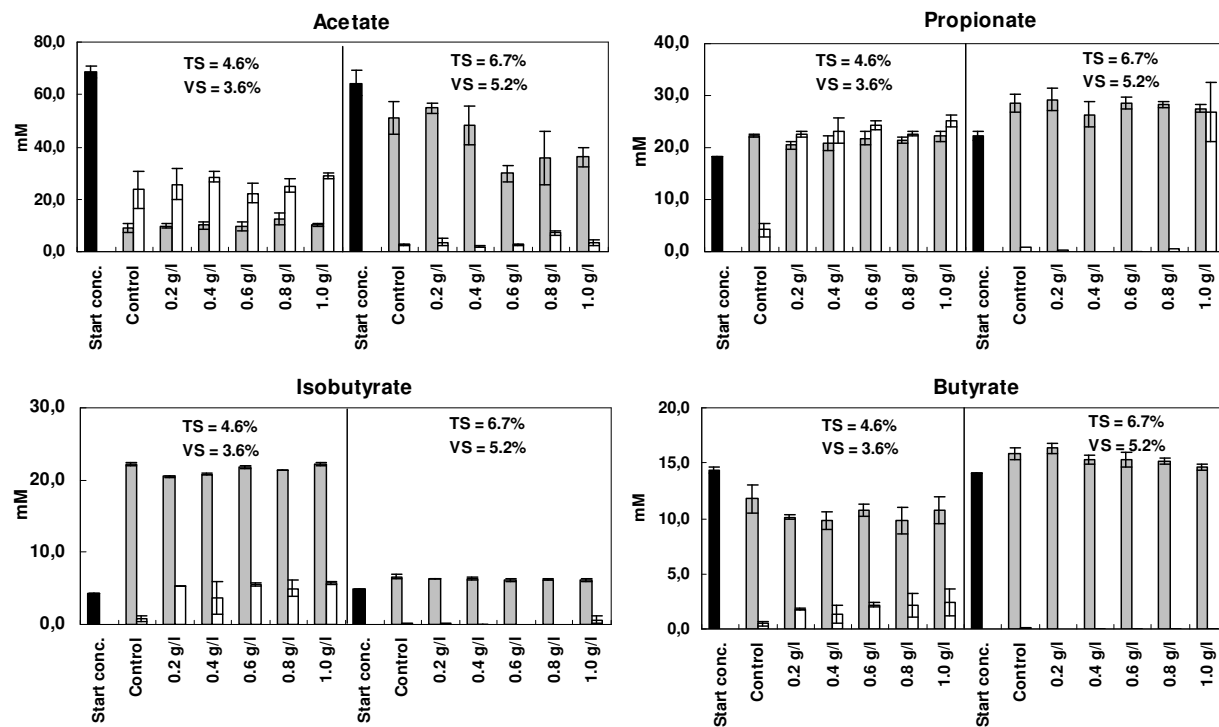 Acetate
80,0
60,0
40,0
20,0
0,0
mM
TS = 4.6%
VS = 3.6%
TS = 6.7%
VS = 5.2%
Start conc.
Control
0.2 g/l
0.4 g/l
0.6 g/l
0.8 g/l
1.0 g/l
Start conc.
Control
0.2 g/l
0.4 g/l
0.6 g/l
0.8 g/l
1.0 g/l
Propionate
40,0
30,0
20,0
10,0
0,0
mM
TS = 4.6%
VS = 3.6%
TS = 6.7%
VS = 5.2%
Start conc.
Control
0.2 g/l
0.4 g/l
0.6 g/l
0.8 g/l
1.0 g/l
Start conc.
Control
0.2 g/l
0.4 g/l
0.6 g/l
0.8 g/l
1.0 g/l
Isobutyrate
30,0
20,0
10,0
0,0
mM
TS = 4.6%
VS = 3.6%
TS = 6.7%
VS = 5.2%
Start conc.
Control
0.2 g/l
0.4 g/l
0.6 g/l
0.8 g/l
1.0 g/l
Start conc.
Control
0.2 g/l
0.4 g/l
0.6 g/l
0.8 g/l
1.0 g/l
Butyrate
20,0
15,0
10,0
5,0
0,0
mM
TS = 4.6%
VS = 3.6%
TS = 6.7%
VS = 5.2%
Start conc.
Control
0.2 g/l
0.4 g/l
0.6 g/l
0.8 g/l
1.0 g/l
Start conc.
Control
0.2 g/l
0.4 g/l
0.6 g/l
0.8 g/l
1.0 g/l